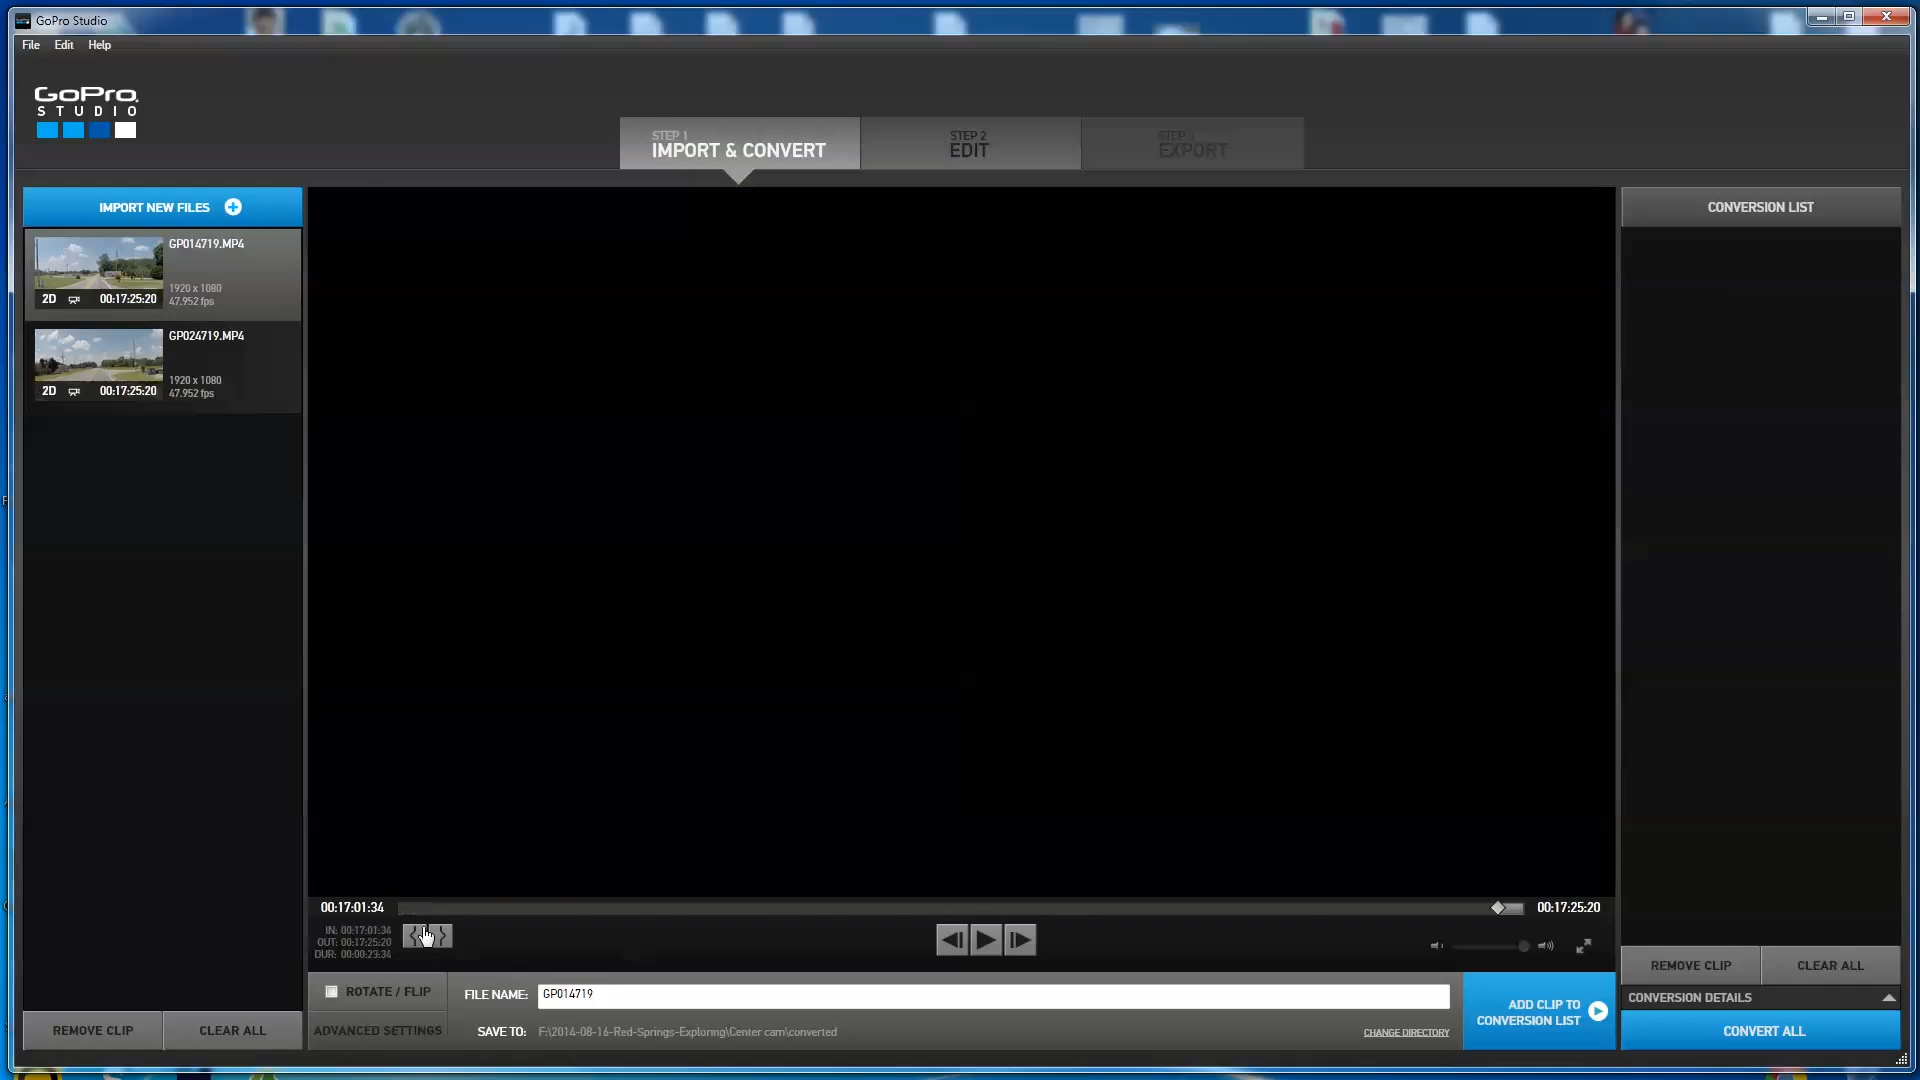 GoPro Studio
File Edit Help
GoPro
STUDIO
STEP 1
IMPORT & CONVERT
STEP 2
EDIT
STEP 3
EXPORT
IMPORT NEW FILES
CONVERSION LIST
GP014719.MP4
1920 x 1080
2D 00:17:25:20 47.952 fps
GP024719.MP4
1920 x 1080
2D 00:17:25:20 47.952 fps
00:17:01:34
00:17:25:20
IN: 00:17:01:34
OUT: 00:17:25:20
DUR: 00:00:23:34
REMOVE CLIP CLEAR ALL
ROTATE / FLIP
ADVANCED SETTINGS
FILE NAME: GP014719
SAVE TO: F:\2014-08-16-Red-Springs-Exploring\Center cam\converted
CHANGE DIRECTORY
ADD CLIP TO
CONVERSION LIST
REMOVE CLIP CLEAR ALL
CONVERSION DETAILS
CONVERT ALL